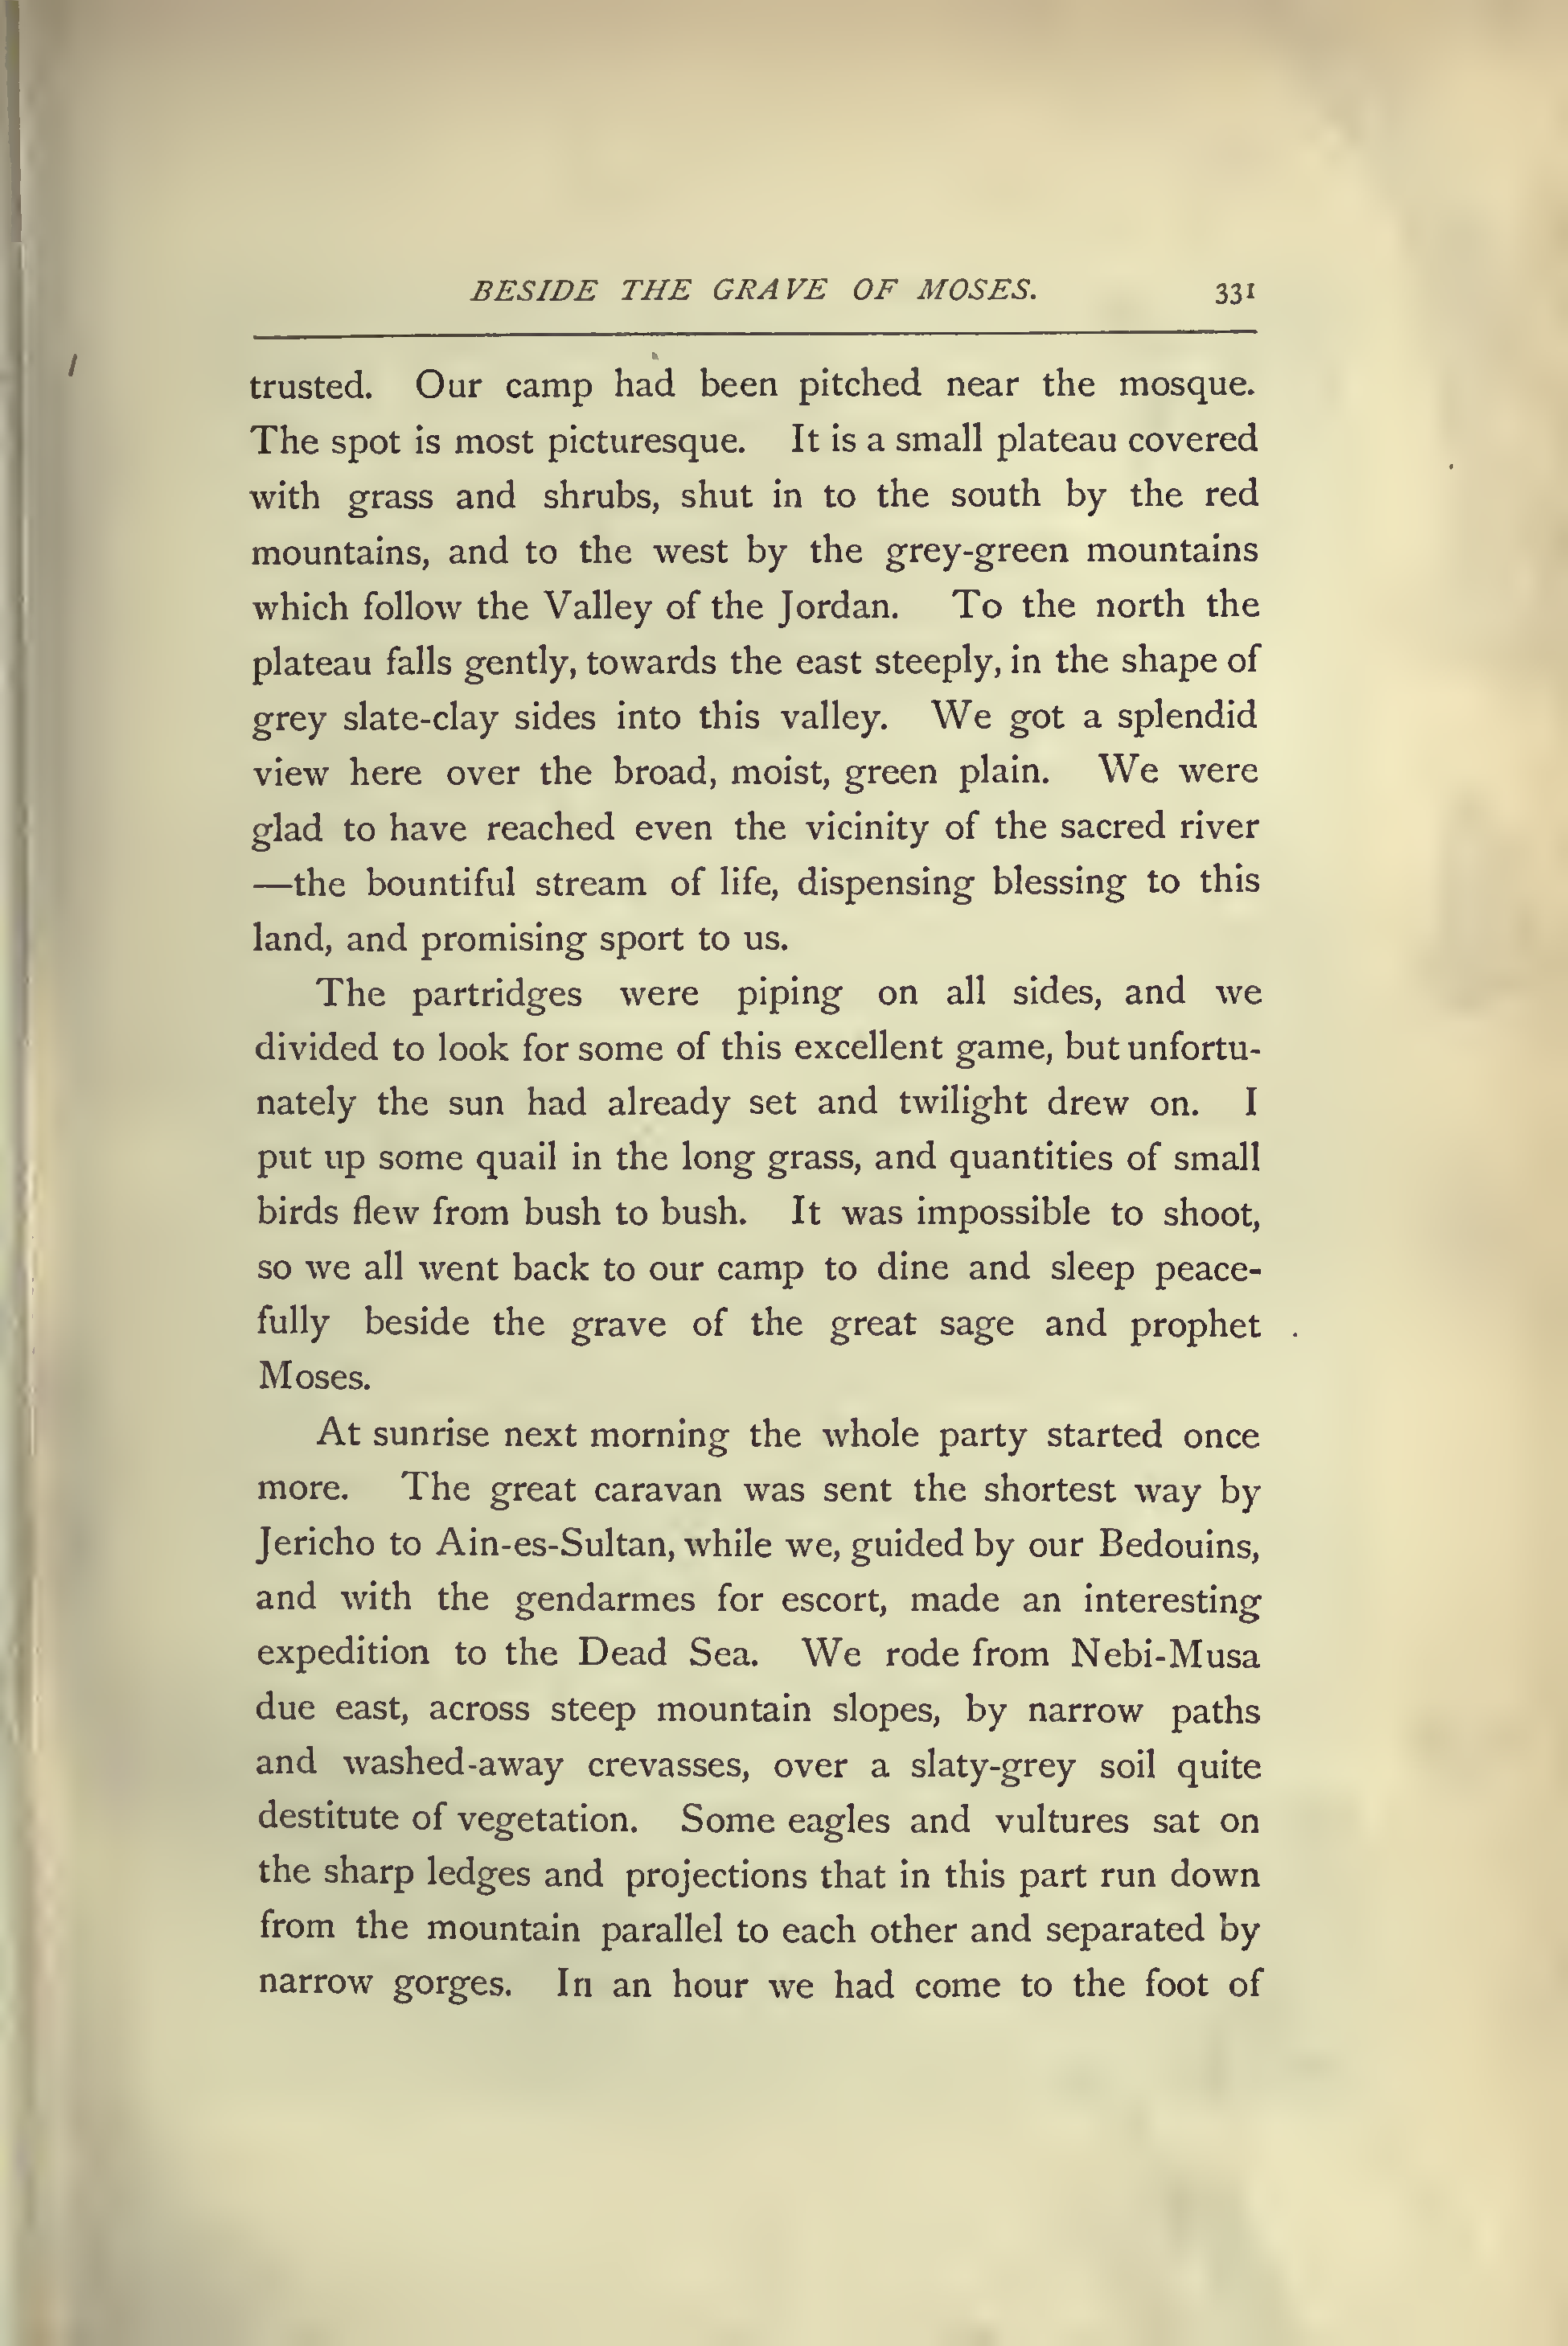 BESIDE THE GRAVE OF MOSES. 331
trusted. Our camp had been pitched near the mosque.
The spot is most picturesque. It is a small plateau covered
with grass and shrubs, shut in to the south by the red
mountains, and to the west by the grey-green mountains
which follow the Valley of the Jordan. To the north the
plateau falls gently, towards the east steeply, in the shape of
grey slate-clay sides into this valley. We got a splendid
view here over the broad, moist, green plain. We were
glad to have reached even the vicinity of the sacred river
—the bountiful stream of life, dispensing blessing to this
land, and promising sport to us.
The partridges were piping on all sides, and we
divided to look for some of this excellent game, but unfortu-
nately the sun had already set and twilight drew on. I
put up some quail in the long grass, and quantities of small
birds flew from bush to bush. It was impossible to shoot,
so we all went back to our camp to dine and sleep peace-
fully beside the grave of the great sage and prophet
Moses.
At sunrise next morning the whole party started once
more. The great caravan was sent the shortest way by
Jericho to Ain-es-Sultan, while we, guided by our Bedouins,
and with the gendarmes for escort, made an interesting
expedition to the Dead Sea. We rode from Nebi-Musa
due east, across steep mountain slopes, by narrow paths
and washed-away crevasses, over a slaty-grey soil quite
destitute of vegetation. Some eagles and vultures sat on
the sharp ledges and projections that in this part run down
from the mountain parallel to each other and separated by
narrow gorges. In an hour we had come to the foot of